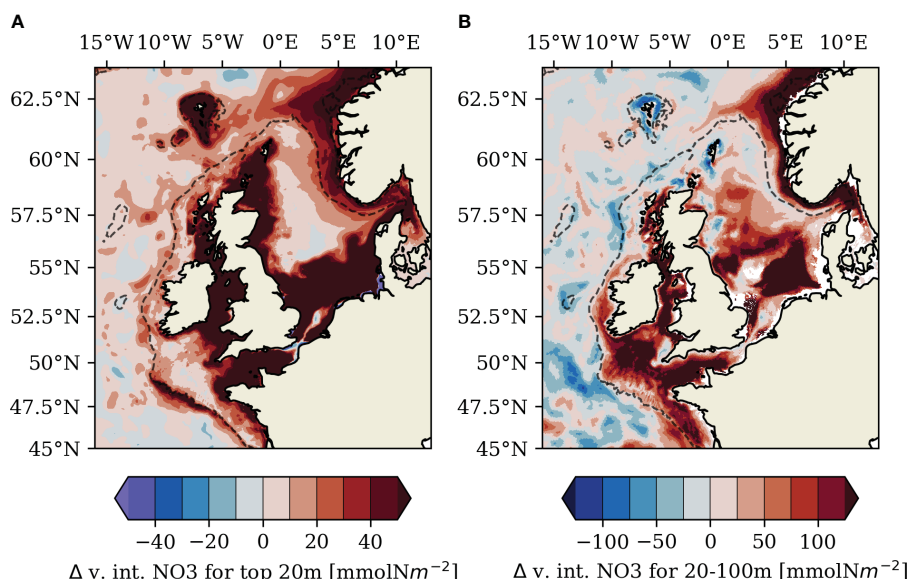 A
B
15°W 10°W 5°W 0°E 5°E 10°E
15°W 10°W 5°W 0°E 5°E 10°E
62.5°N
60°N
57.5°N
55°N
52.5°N
50°N
47.5°N
45°N
62.5°N
60°N
57.5°N
55°N
52.5°N
50°N
47.5°N
45°N
−40 −20 0 20 40
−100 −50 0 50 100
Δ v. int. NO3 for top 20m [mmolNm⁻²]
Δ v. int. NO3 for 20-100m [mmolNm⁻²]